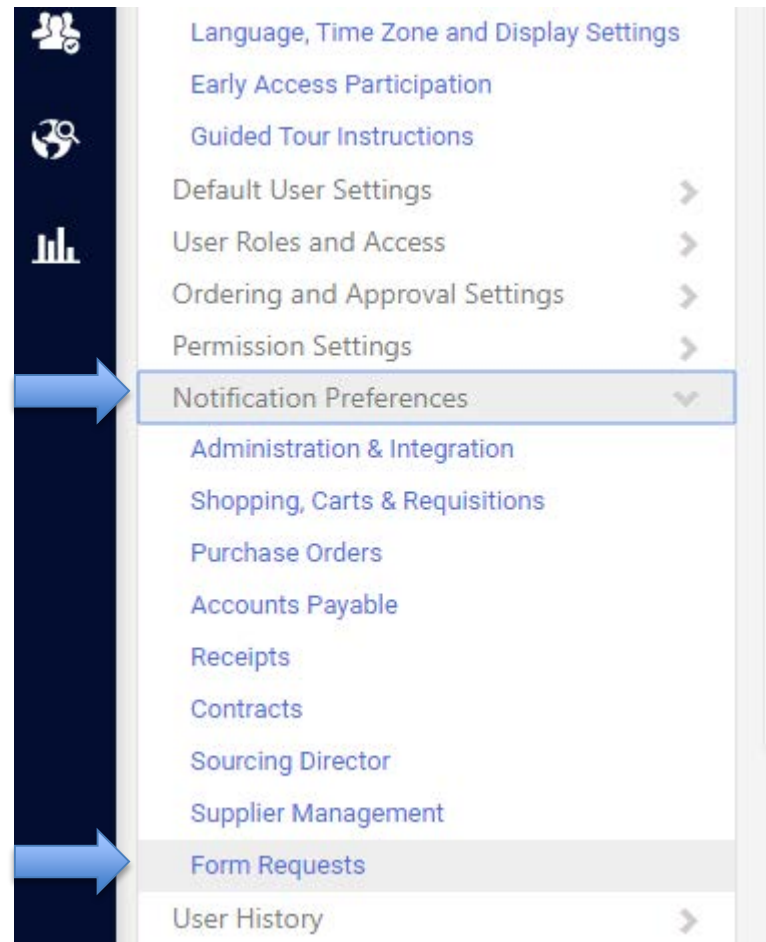 Language, Time Zone and Display Settings
Early Access Participation
Guided Tour Instructions
Default User Settings
User Roles and Access
Ordering and Approval Settings
Permission Settings
Notification Preferences
Administration & Integration
Shopping, Carts & Requisitions
Purchase Orders
Accounts Payable
Receipts
Contracts
Sourcing Director
Supplier Management
Form Requests
User History